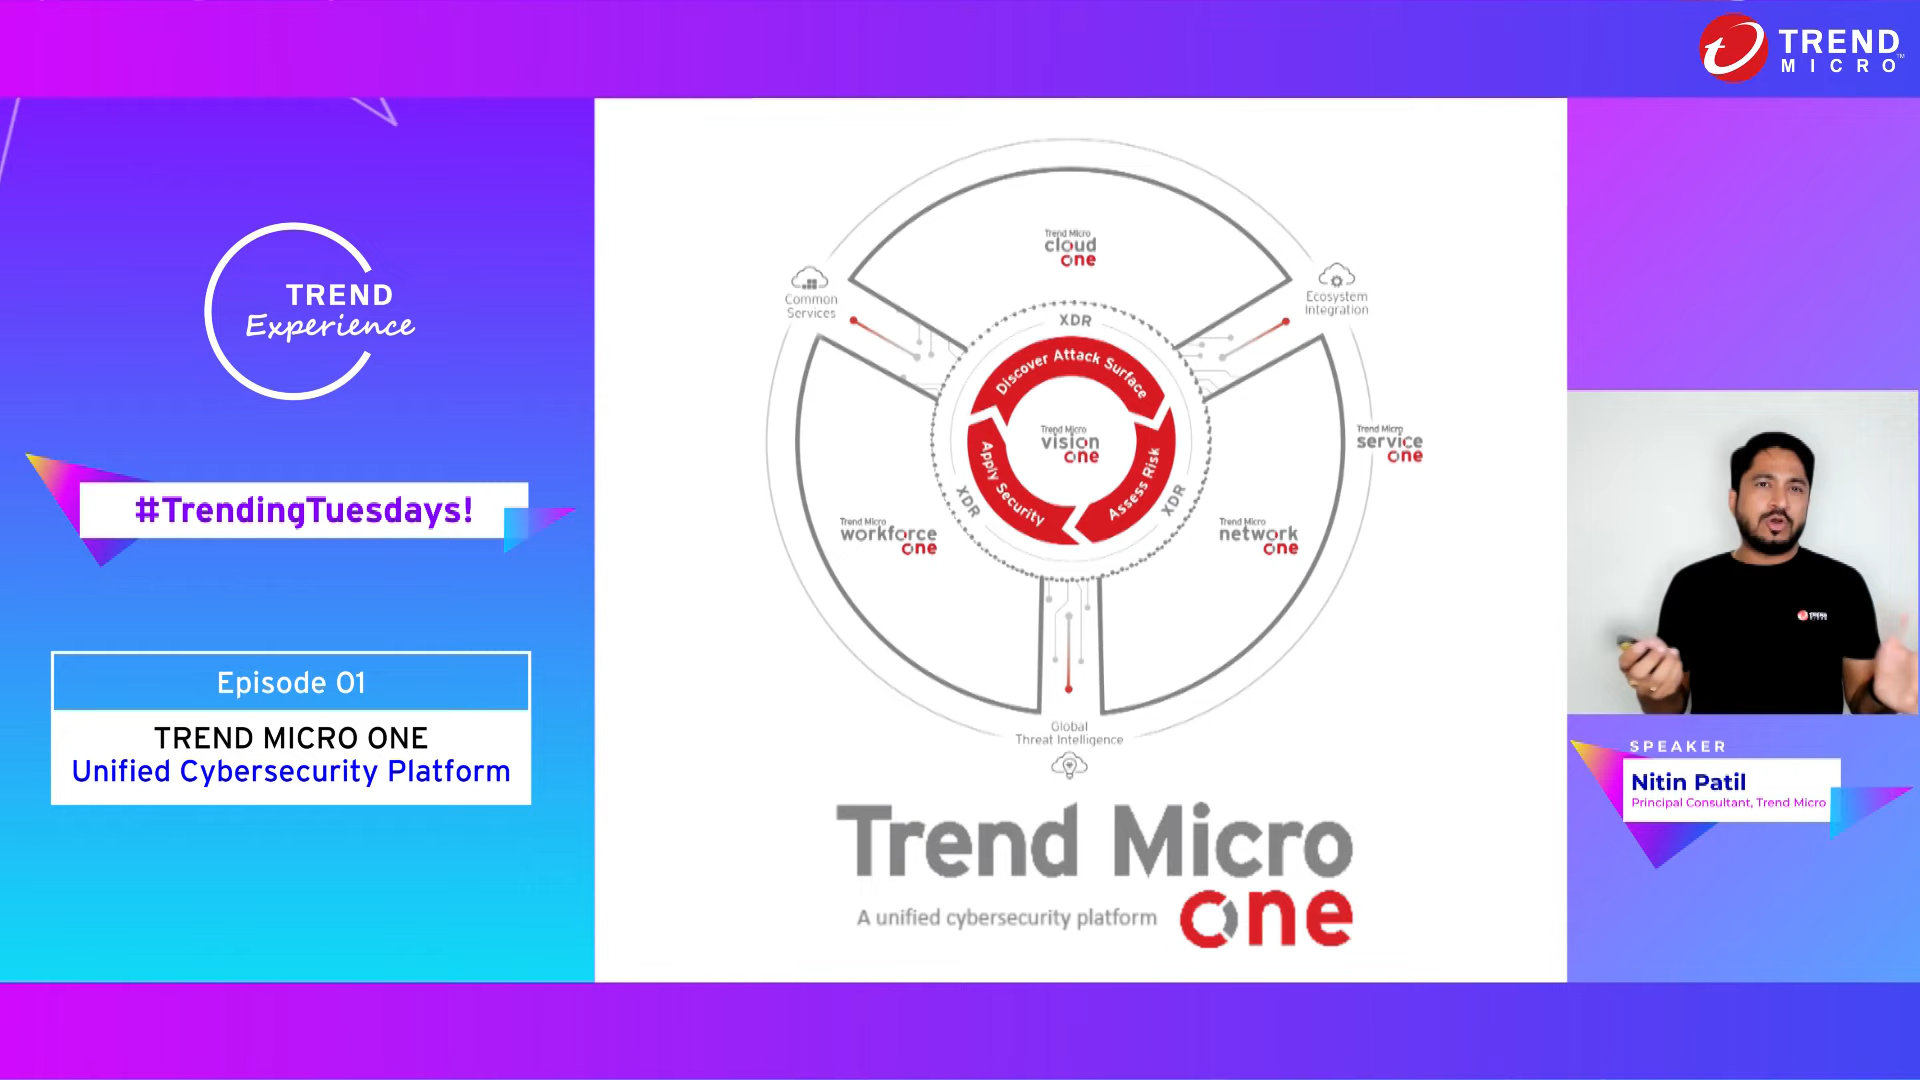 TREND
MICRO
TREND
Experience
#TrendingTuesdays!
Episode 01
TREND MICRO ONE
Unified Cybersecurity Platform
Trend Micro
cloud
one
Common
Services
Ecosystem
Integration
XDR
Discover Attack Surface
Trend Micro
vision
one
Apply Security
Assess Risk
XDR
XDR
Trend Micro
service
one
Trend Micro
workforce
one
Trend Micro
network
one
Global
Threat Intelligence
Trend Micro
one
A unified cybersecurity platform
TREND
MICRO
SPEAKER
Nitin Patil
Principal Consultant, Trend Micro